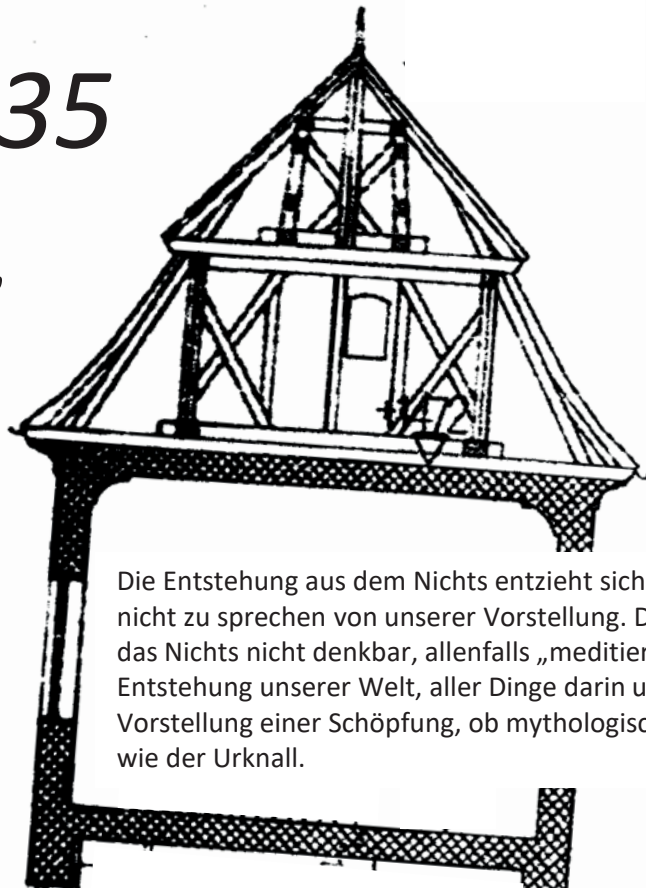 35
Die Entstehung aus dem Nichts entzieht sich
nicht zu sprechen von unserer Vorstellung. D
das Nichts nicht denkbar, allenfalls „meditier
Entstehung unserer Welt, aller Dinge darin u
Vorstellung einer Schöpfung, ob mythologisc
wie der Urknall.